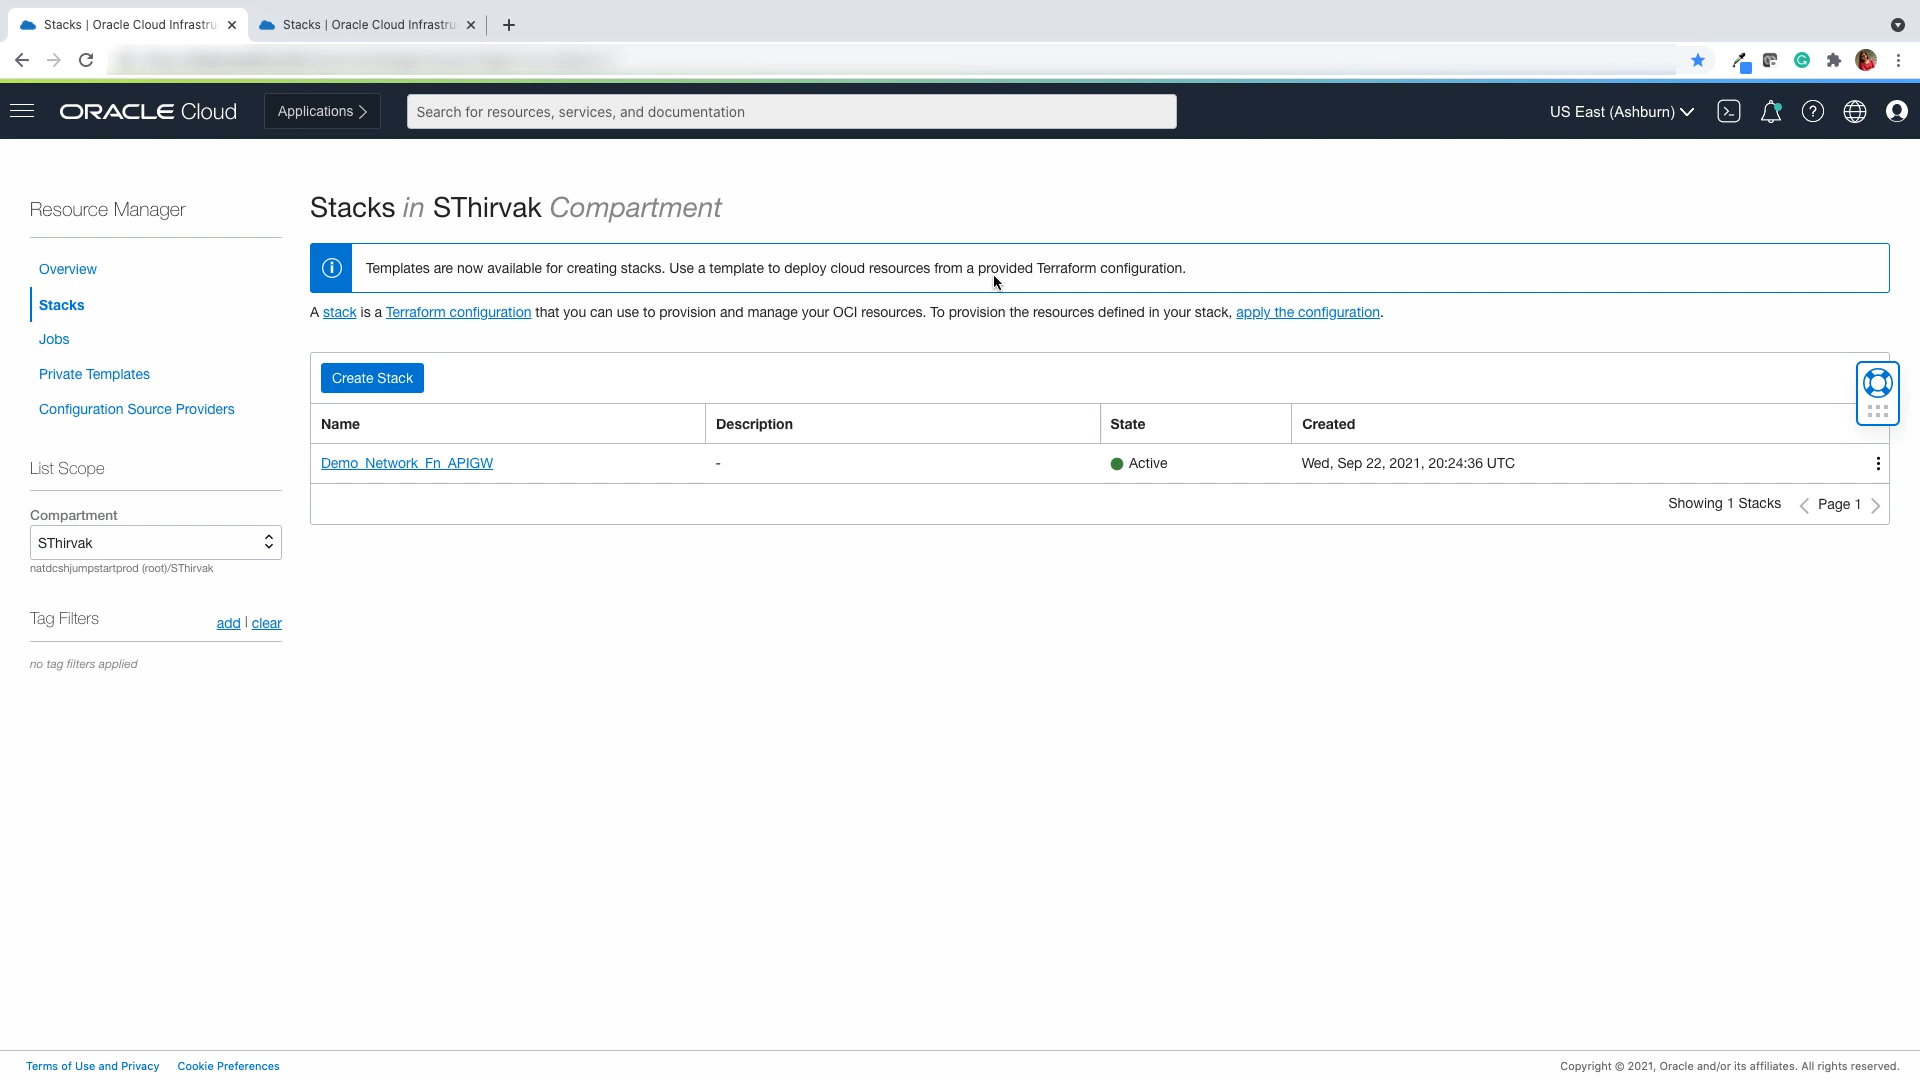 Stacks | Oracle Cloud Infrastru
Stacks | Oracle Cloud Infrastru
ORACLE Cloud
Applications
Search for resources, services, and documentation
US East (Ashburn)
Resource Manager
Overview
Stacks
Jobs
Private Templates
Configuration Source Providers
List Scope
Compartment
SThirvak
natdcshjumpstartprod (root)/SThirvak
Tag Filters
add | clear
no tag filters applied
Stacks in SThirvak Compartment
Templates are now available for creating stacks. Use a template to deploy cloud resources from a provided Terraform configuration.
A stack is a Terraform configuration that you can use to provision and manage your OCI resources. To provision the resources defined in your stack, apply the configuration.
Create Stack
Name Description State Created
Demo_Network_Fn_APIGW - Active Wed, Sep 22, 2021, 20:24:36 UTC
Showing 1 Stacks Page 1
Terms of Use and Privacy Cookie Preferences
Copyright © 2021, Oracle and/or its affiliates. All rights reserved.